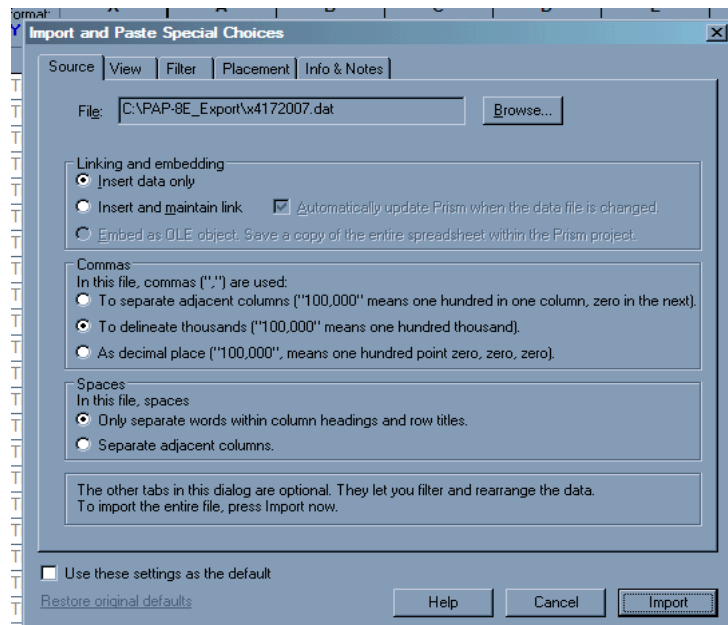 Format:
Import and Paste Special Choices
Source View Filter Placement Info & Notes
File: C:\PAP-8E_Export\x4172007.dat Browse...
Linking and embedding
Insert data only
Insert and maintain link Automatically update Prism when the data file is changed.
Embed as OLE object. Save a copy of the entire spreadsheet within the Prism project.
Commas
In this file, commas (",") are used:
To separate adjacent columns ("100,000" means one hundred in one column, zero in the next).
To delineate thousands ("100,000" means one hundred thousand).
As decimal place ("100,000", means one hundred point zero, zero, zero).
Spaces
In this file, spaces
Only separate words within column headings and row titles.
Separate adjacent columns.
The other tabs in this dialog are optional. They let you filter and rearrange the data.
To import the entire file, press Import now.
Use these settings as the default
Restore original defaults Help Cancel Import